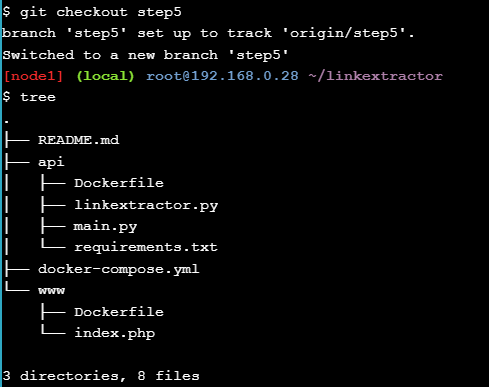 $ git checkout step5
branch 'step5' set up to track 'origin/step5'.
Switched to a new branch 'step5'
[node1] (local) root@192.168.0.28 ~/linkextractor
$ tree
.
├── README.md
├── api
│   ├── Dockerfile
│   ├── linkextractor.py
│   ├── main.py
│   └── requirements.txt
├── docker-compose.yml
└── www
    ├── Dockerfile
    └── index.php

3 directories, 8 files